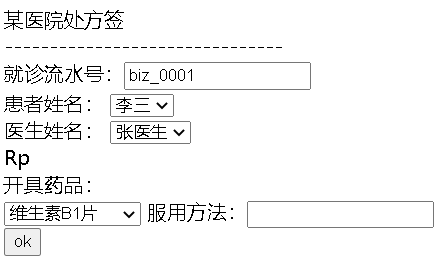 某医院处方签
-------------------------------
就诊流水号：biz_0001
患者姓名：李三
医生姓名：张医生
Rp
开具药品：
维生素B1片 服用方法：
ok